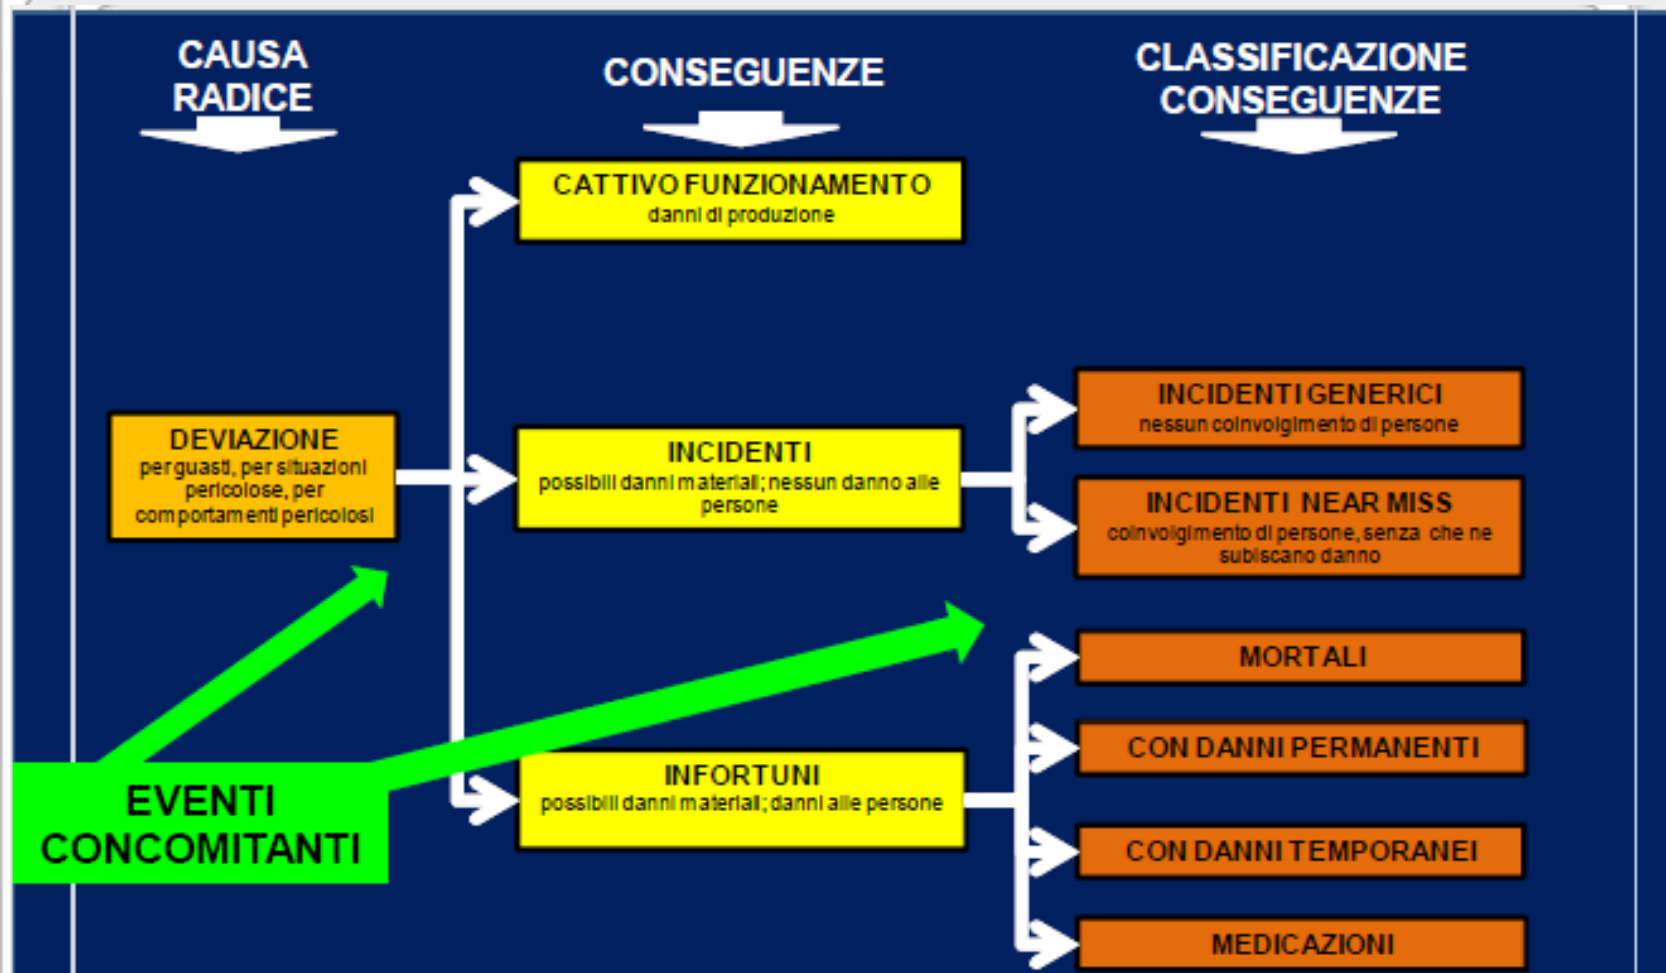 CAUSA
RADICE
CONSEGUENZE
CLASSIFICAZIONE
CONSEGUENZE
CATTIVO FUNZIONAMENTO
danni di produzione
DEVIAZIONE
per guasti, per situazioni
pericolose, per
comportamenti pericolosi
INCIDENTI
possibili danni materiali; nessun danno alle
persone
INCIDENTI GENERICI
nessun coinvolgimento di persone
INCIDENTI NEAR MISS
coinvolgimento di persone, senza che ne
subiscano danno
EVENTI
CONCOMITANTI
INFORTUNI
possibili danni materiali; danni alle persone
MORTALI
CON DANNI PERMANENTI
CON DANNI TEMPORANEI
MEDICAZIONI